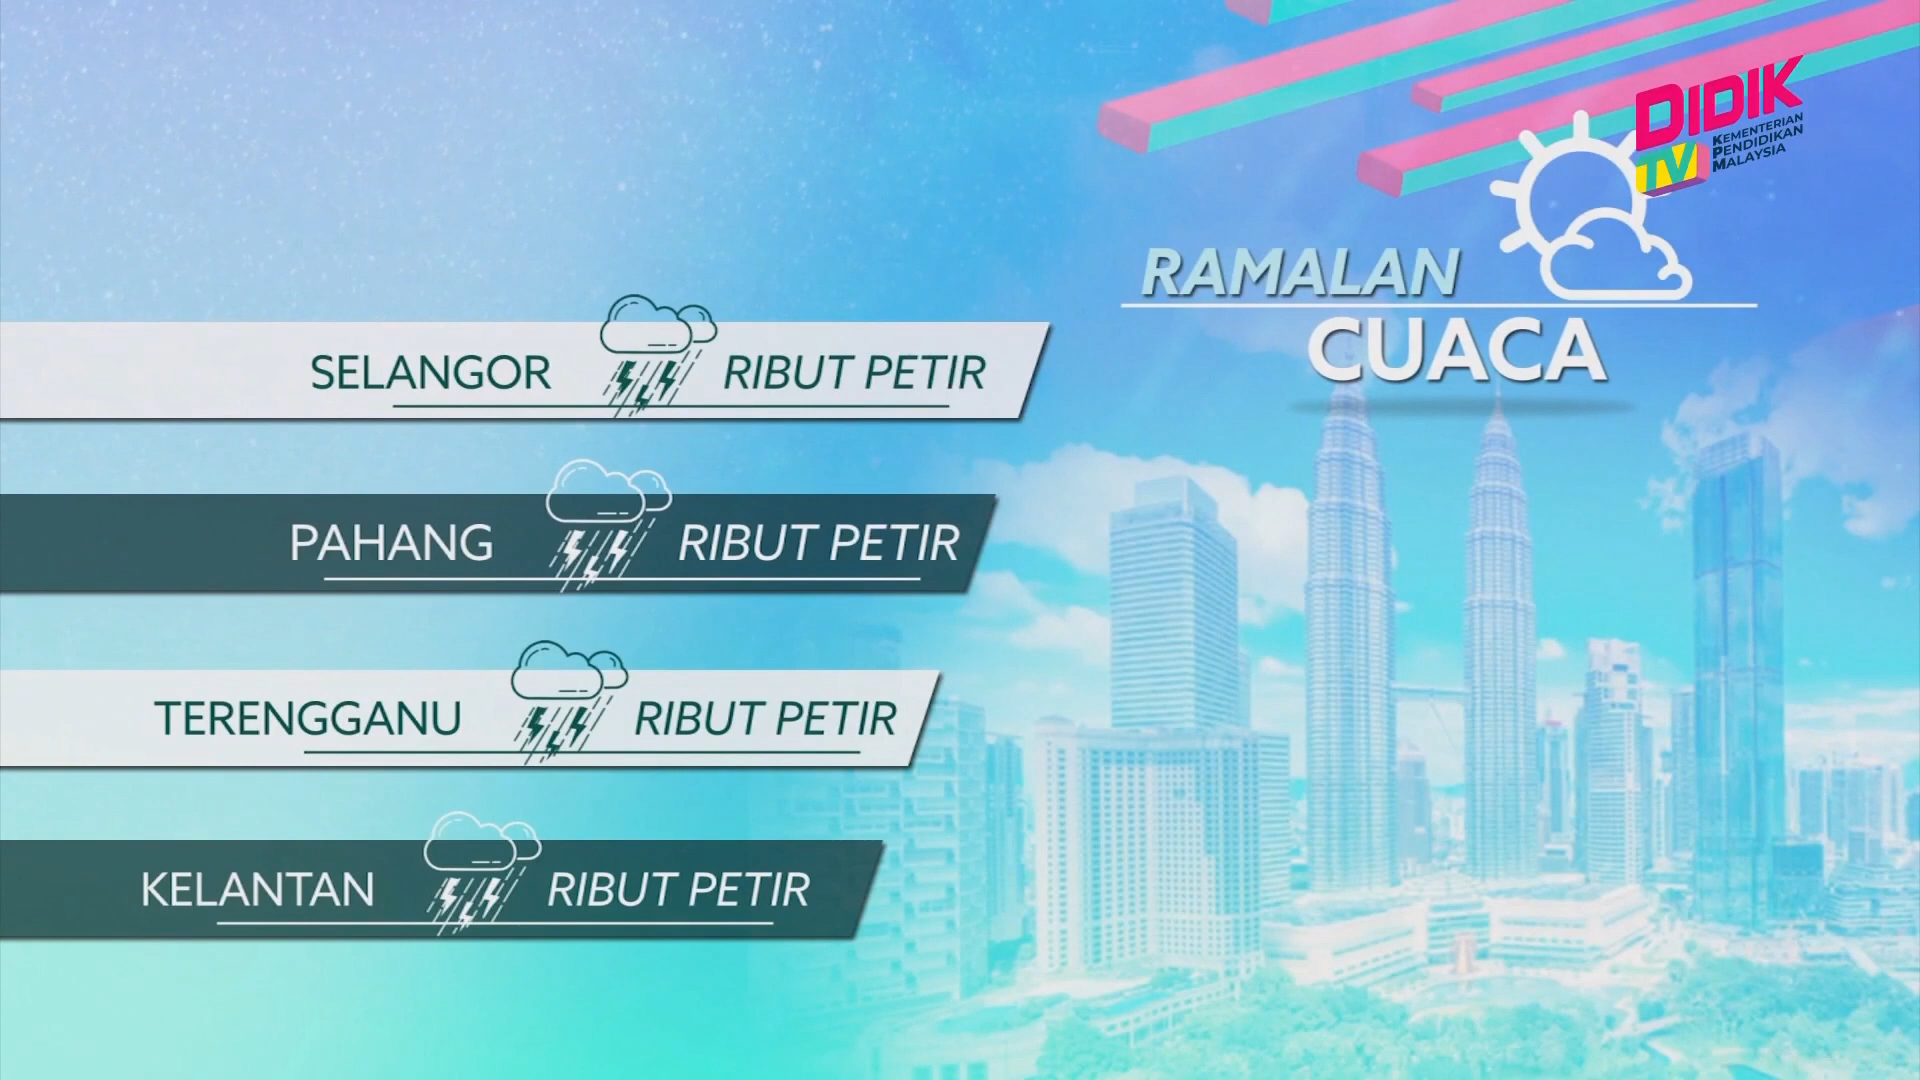 DIDIK
TV
KEMENTERIAN
PENDIDIKAN
MALAYSIA
RAMALAN
CUACA
SELANGOR RIBUT PETIR
PAHANG RIBUT PETIR
TERENGGANU RIBUT PETIR
KELANTAN RIBUT PETIR